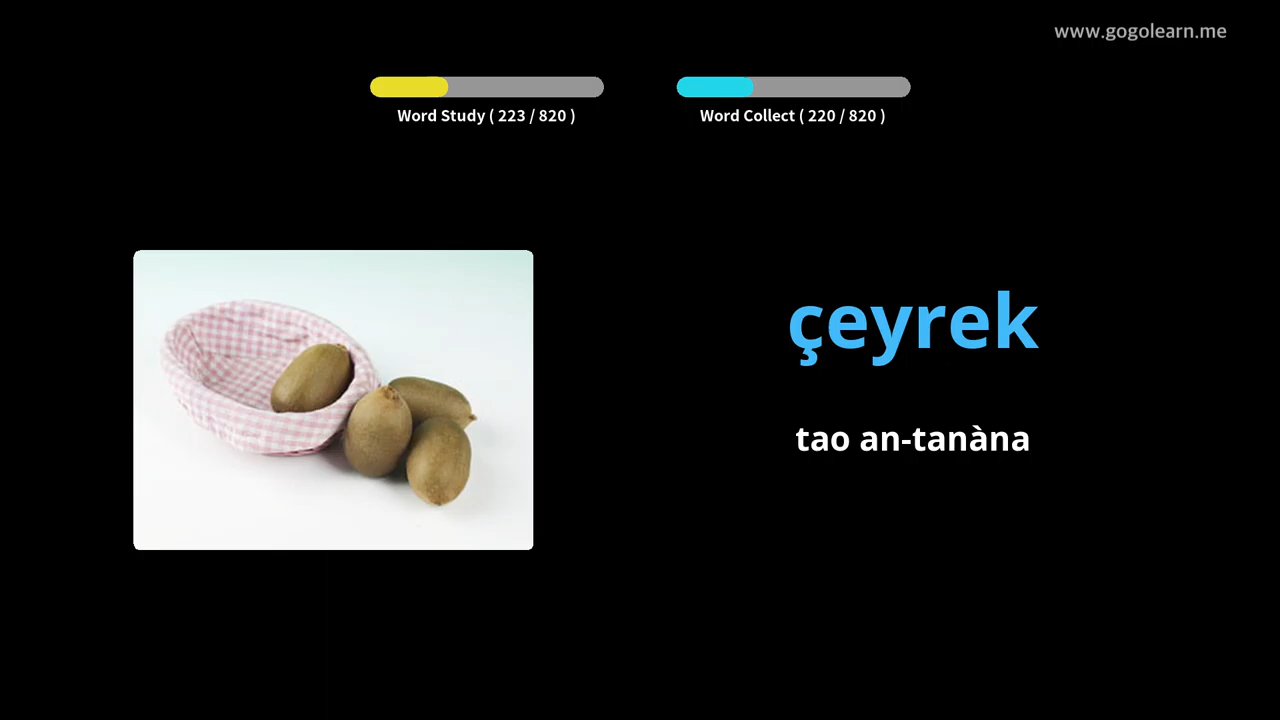 www.gogolearn.me
Word Study ( 223 / 820 )
Word Collect ( 220 / 820 )
çeyrek
tao an-tanàna